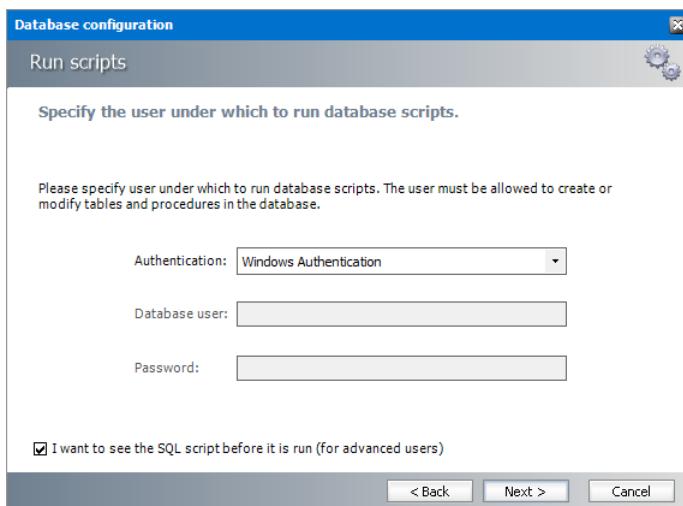 Database configuration
Run scripts
Specify the user under which to run database scripts.
Please specify user under which to run database scripts. The user must be allowed to create or
modify tables and procedures in the database.
Authentication: Windows Authentication
Database user:
Password:
I want to see the SQL script before it is run (for advanced users)
< Back Next > Cancel